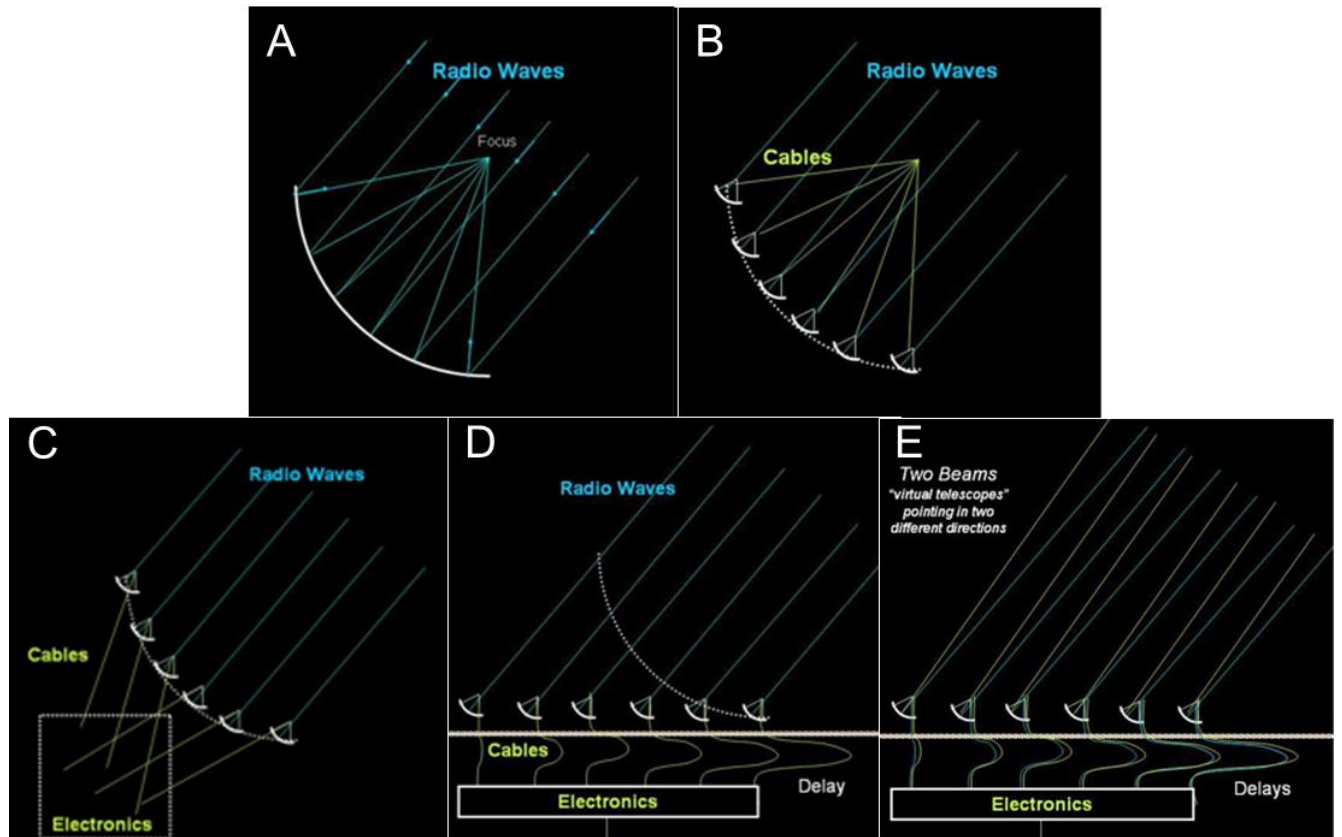 A
Radio Waves
Focus
B
Radio Waves
Cables
C
Radio Waves
Cables
Electronics
D
Radio Waves
Cables
Delay
Electronics
E
Two Beams
"virtual telescopes"
pointing in two
different directions
Delays
Electronics